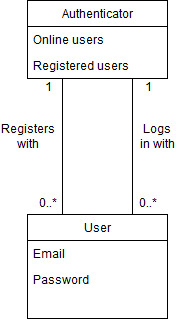 Authenticator
Online users
Registered users
1 1
Registers Logs
with in with
0..* 0..*
User
Email
Password